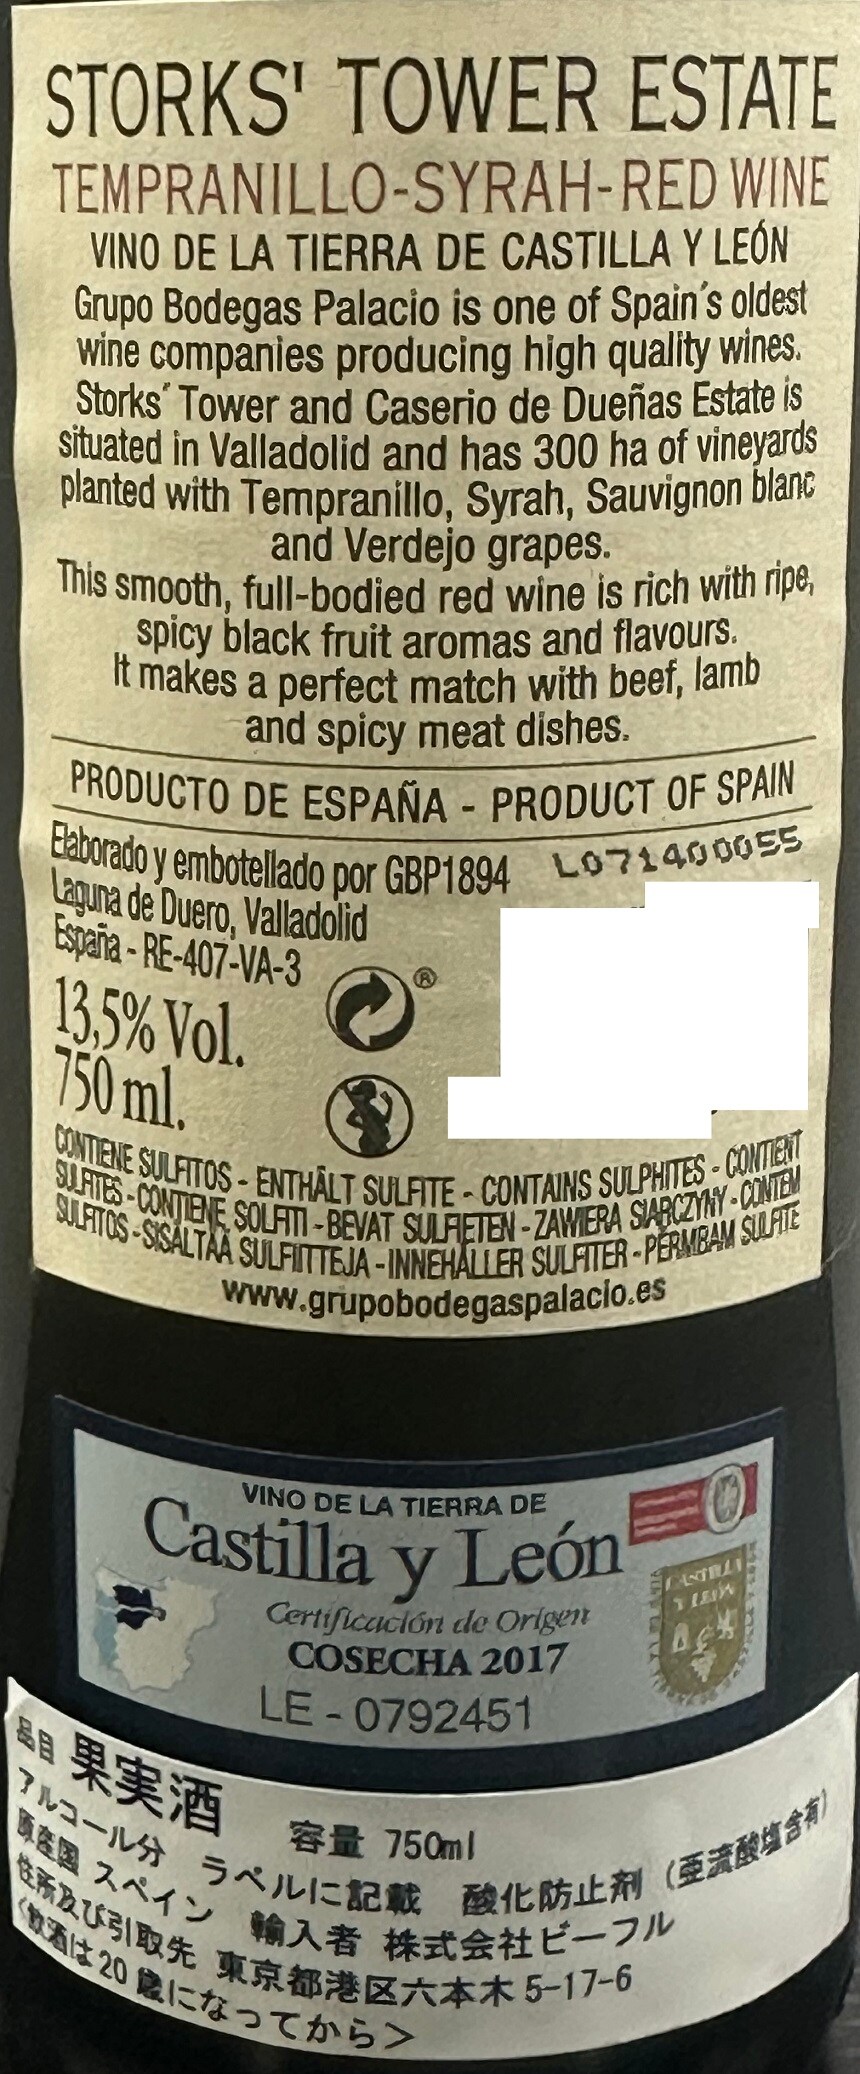 STORKS' TOWER ESTATE
TEMPRANILLO-SYRAH-RED WINE
VINO DE LA TIERRA DE CASTILLA Y LEÓN
Grupo Bodegas Palacio is one of Spain´s oldest
wine companies producing high quality wines.
Storks´ Tower and Caserio de Dueñas Estate is
situated in Valladolid and has 300 ha of vineyards
planted with Tempranillo, Syrah, Sauvignon blanc
and Verdejo grapes.
This smooth, full-bodied red wine is rich with ripe,
spicy black fruit aromas and flavours.
It makes a perfect match with beef, lamb
and spicy meat dishes.
PRODUCTO DE ESPAÑA - PRODUCT OF SPAIN
Elaborado y embotellado por GBP1894 L071400055
Laguna de Duero, Valladolid
España - RE-407-VA-3
®
13,5% Vol.
750 ml.
CONTIENE SULFITOS - ENTHÄLT SULFITE - CONTAINS SULPHITES - CONTIENT
SULFITES - CONTIENE SOLFITI - BEVAT SULFIETEN - ZAWIERA SIARCZYNY - CONTÉM
SULFITOS - SISÄLTÄÄ SULFIITTEJA - INNEHÅLLER SULFITER - PËRMBAM SULFITE
www.grupobodegaspalacio.es
VINO DE LA TIERRA DE
Castilla y León
Certificación de Origen
COSECHA 2017
LE - 0792451
CASTILLA
Y LEÓN
品目 果実酒 容量 750ml
アルコール分 ラベルに記載 酸化防止剤（亜硫酸塩含有）
原産国 スペイン 輸入者 株式会社ビーフル
住所及び引取先 東京都港区六本木 5-17-6
＜飲酒は20歳になってから＞